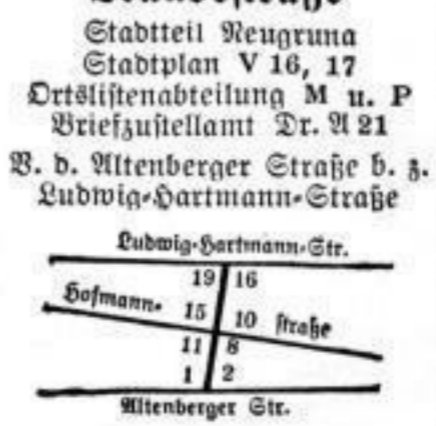 Stadtteil Neugruna
Stadtplan V 16, 17
Ortslistenabteilung M u. P
Briefzustellamt Dr. A 21
V. d. Altenberger Straße b. z.
Ludwig-Hartmann-Straße
Ludwig-Hartmann-Str.
19 16
Hofmann- 15 10 straße
11 8
1 2
Altenberger Str.